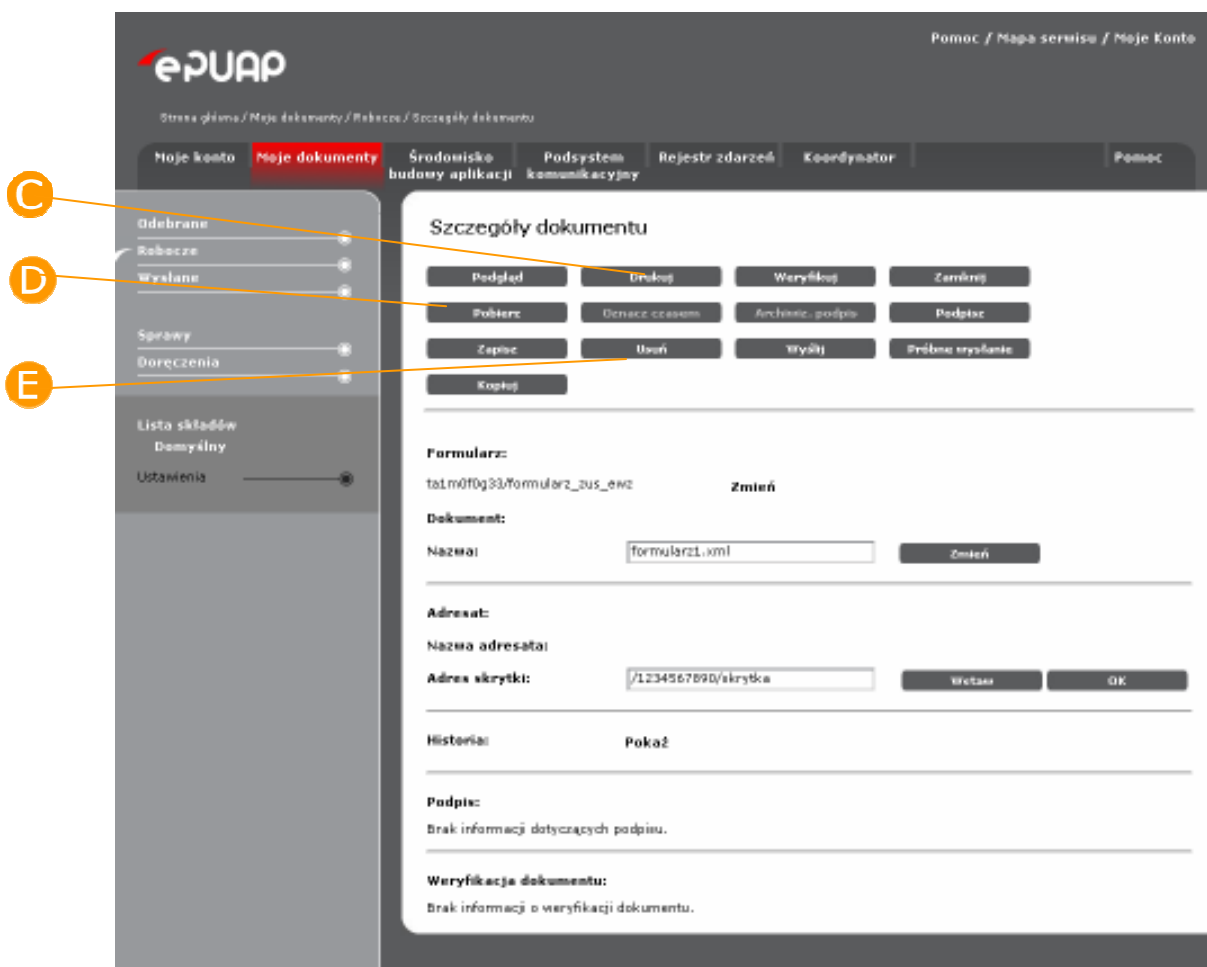 Pomoc / Mapa serwisu / Moje Konto
ePUAP
Strona główna / Moje dokumenty / Robocze / Szczegóły dokumentu
Moje konto Moje dokumenty Środowisko budowy aplikacji Podsystem komunikacyjny Rejestr zdarzeń Koordynator Pomoc
C
Odebrane
Robocze
Wysłane
D
Sprawy
Doręczenia
E
Lista składów
Domyślny
Ustawienia
Szczegóły dokumentu
Podgląd Drukuj Weryfikuj Zamknij
Pobierz Oznacz czasem Archiwiz. podpis Podpisz
Zapisz Usuń Wyślij Próbne wysłanie
Kopiuj
Formularz:
ta1m0f0g33/formularz_zus_ewz Zmień
Dokument:
Nazwa: formularz1.xml Zmień
Adresat:
Nazwa adresata:
Adres skrytki: /1234567890/skrytka Wstaw OK
Historia: Pokaż
Podpis:
Brak informacji dotyczących podpisu.
Weryfikacja dokumentu:
Brak informacji o weryfikacji dokumentu.